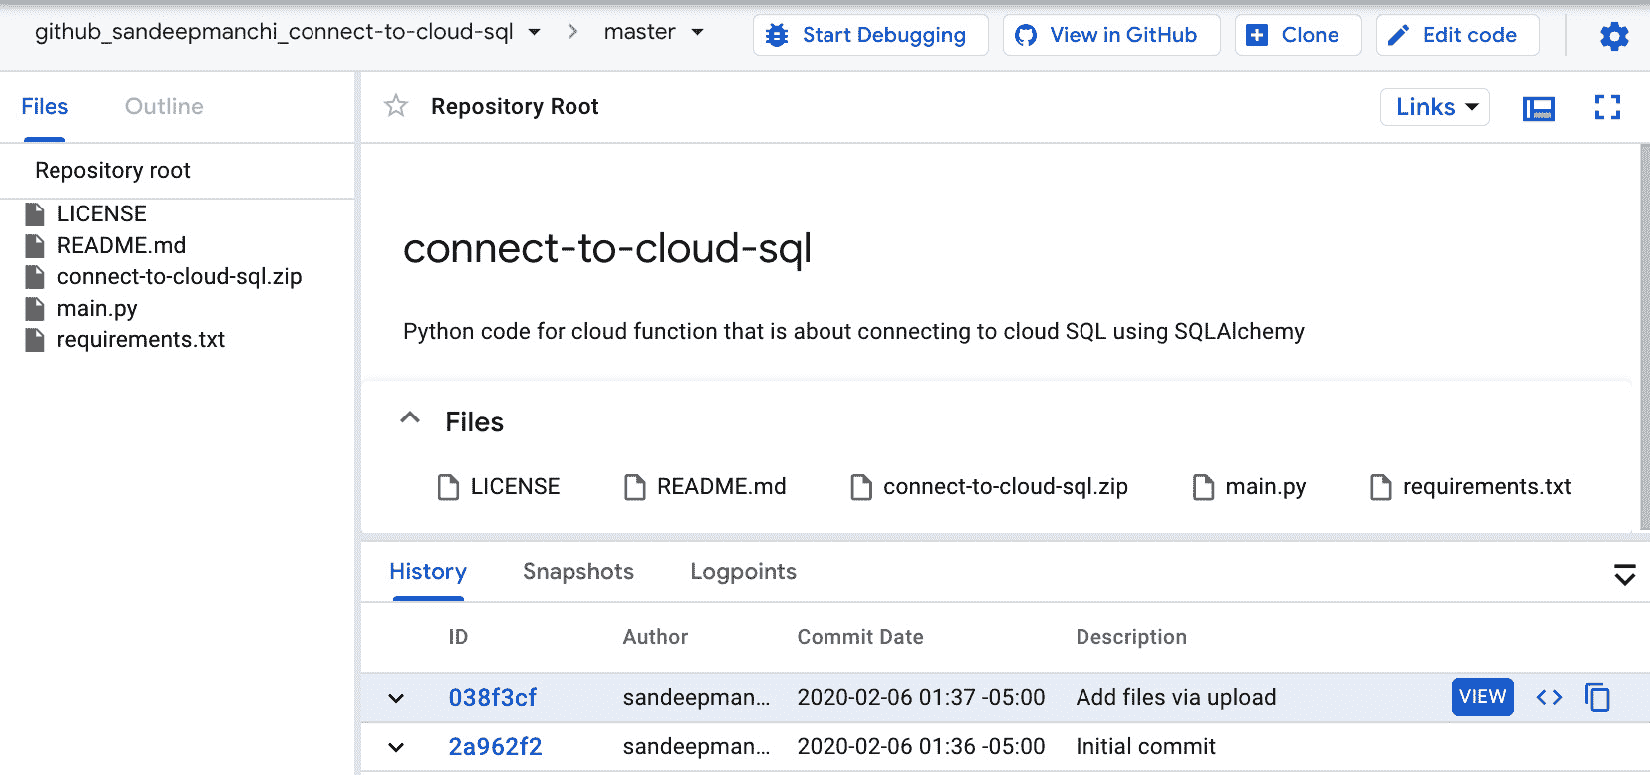 github_sandeepmanchi_connect-to-cloud-sql master Start Debugging View in GitHub Clone Edit code
Files Outline
Repository root
LICENSE
README.md
connect-to-cloud-sql.zip
main.py
requirements.txt
Repository Root Links
connect-to-cloud-sql
Python code for cloud function that is about connecting to cloud SQL using SQLAlchemy
Files
LICENSE README.md connect-to-cloud-sql.zip main.py requirements.txt
History Snapshots Logpoints
ID Author Commit Date Description
038f3cf sandeepman... 2020-02-06 01:37 -05:00 Add files via upload VIEW
2a962f2 sandeepman... 2020-02-06 01:36 -05:00 Initial commit